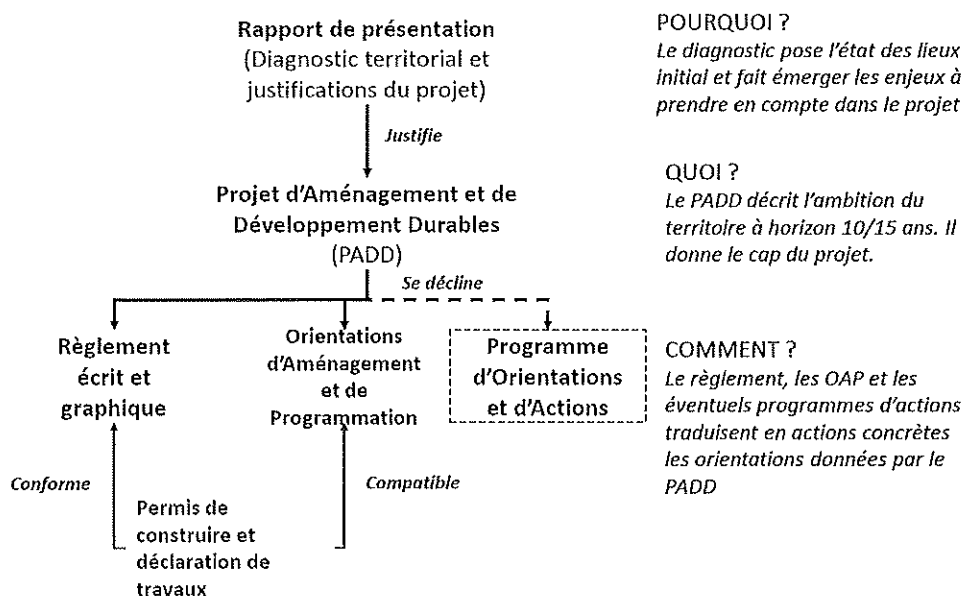 Rapport de présentation
(Diagnostic territorial et
justifications du projet)
POURQUOI ?
Le diagnostic pose l'état des lieux
initial et fait émerger les enjeux à
prendre en compte dans le projet
Justifie
Projet d'Aménagement et de
Développement Durables
(PADD)
QUOI ?
Le PADD décrit l'ambition du
territoire à horizon 10/15 ans. Il
donne le cap du projet.
Se décline
Règlement
écrit et
graphique
Orientations
d'Aménagement
et de
Programmation
Programme
d'Orientations
et d'Actions
COMMENT ?
Le règlement, les OAP et les
éventuels programmes d'actions
traduisent en actions concrètes
les orientations données par le
PADD
Conforme
Compatible
Permis de
construire et
déclaration de
travaux